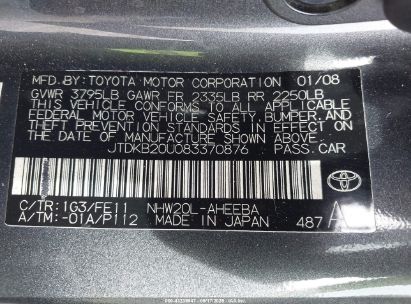 MFD.BY:TOYOTA MOTOR CORPORATION 01/08
GVWR 3795LB GAWR FR 2335LB RR 2250LB
THIS VEHICLE CONFORMS TO ALL APPLICABLE
FEDERAL MOTOR VEHICLE SAFETY, BUMPER, AND
THEFT PREVENTION STANDARDS IN EFFECT ON THE
DATE OF MANUFACTURE SHOWN ABOVE.
JTDKB20U083370876 PASS.CAR
TOYOTA
C/TR:1G3/FE11 NHW20L-AHEEBA A
A/TM:-01A/P112 MADE IN JAPAN 487